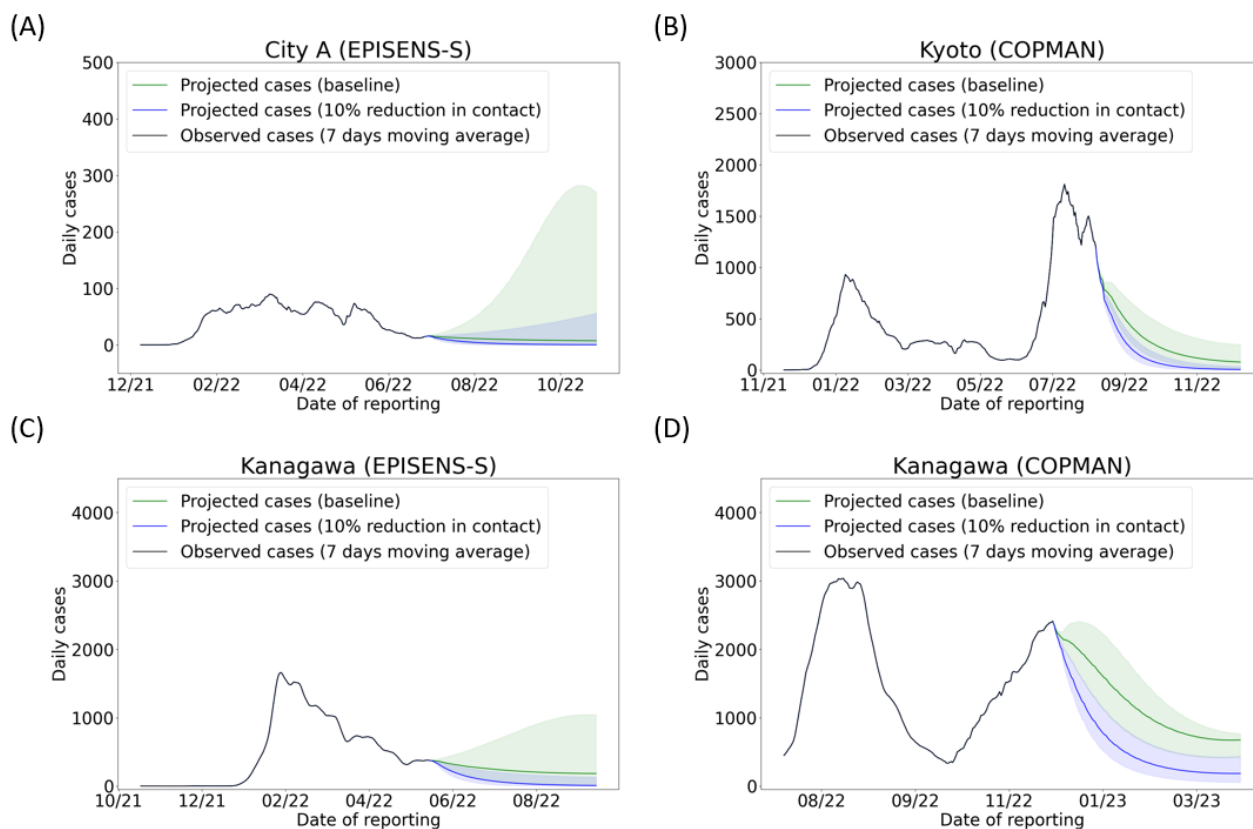 (A)
City A (EPISENS-S)
500
400
300
200
100
0
Daily cases
Projected cases (baseline)
Projected cases (10% reduction in contact)
Observed cases (7 days moving average)
12/21 02/22 04/22 06/22 08/22 10/22
Date of reporting
(B)
Kyoto (COPMAN)
3000
2500
2000
1500
1000
500
0
Daily cases
Projected cases (baseline)
Projected cases (10% reduction in contact)
Observed cases (7 days moving average)
11/21 01/22 03/22 05/22 07/22 09/22 11/22
Date of reporting
(C)
Kanagawa (EPISENS-S)
4000
3000
2000
1000
0
Daily cases
Projected cases (baseline)
Projected cases (10% reduction in contact)
Observed cases (7 days moving average)
10/21 12/21 02/22 04/22 06/22 08/22
Date of reporting
(D)
Kanagawa (COPMAN)
4000
3000
2000
1000
0
Daily cases
Projected cases (baseline)
Projected cases (10% reduction in contact)
Observed cases (7 days moving average)
08/22 09/22 11/22 01/23 03/23
Date of reporting